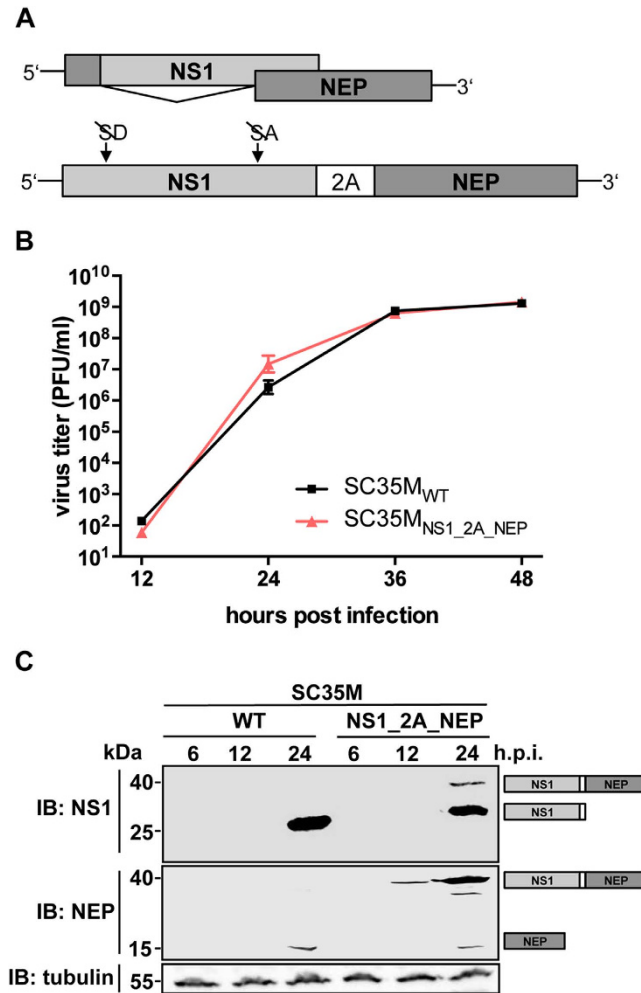 A
5‘ NS1 NEP 3‘
SD SA
5‘ NS1 2A NEP 3‘
B
virus titer (PFU/ml)
10^10
10^9
10^8
10^7
10^6
10^5
10^4
10^3
10^2
10^1
SC35M_WT
SC35M_NS1_2A_NEP
12 24 36 48
hours post infection
C
SC35M
WT NS1_2A_NEP
kDa 6 12 24 6 12 24 h.p.i.
IB: NS1
40- NS1 NEP
NS1
25-
IB: NEP
40- NS1 NEP
15- NEP
IB: tubulin 55-